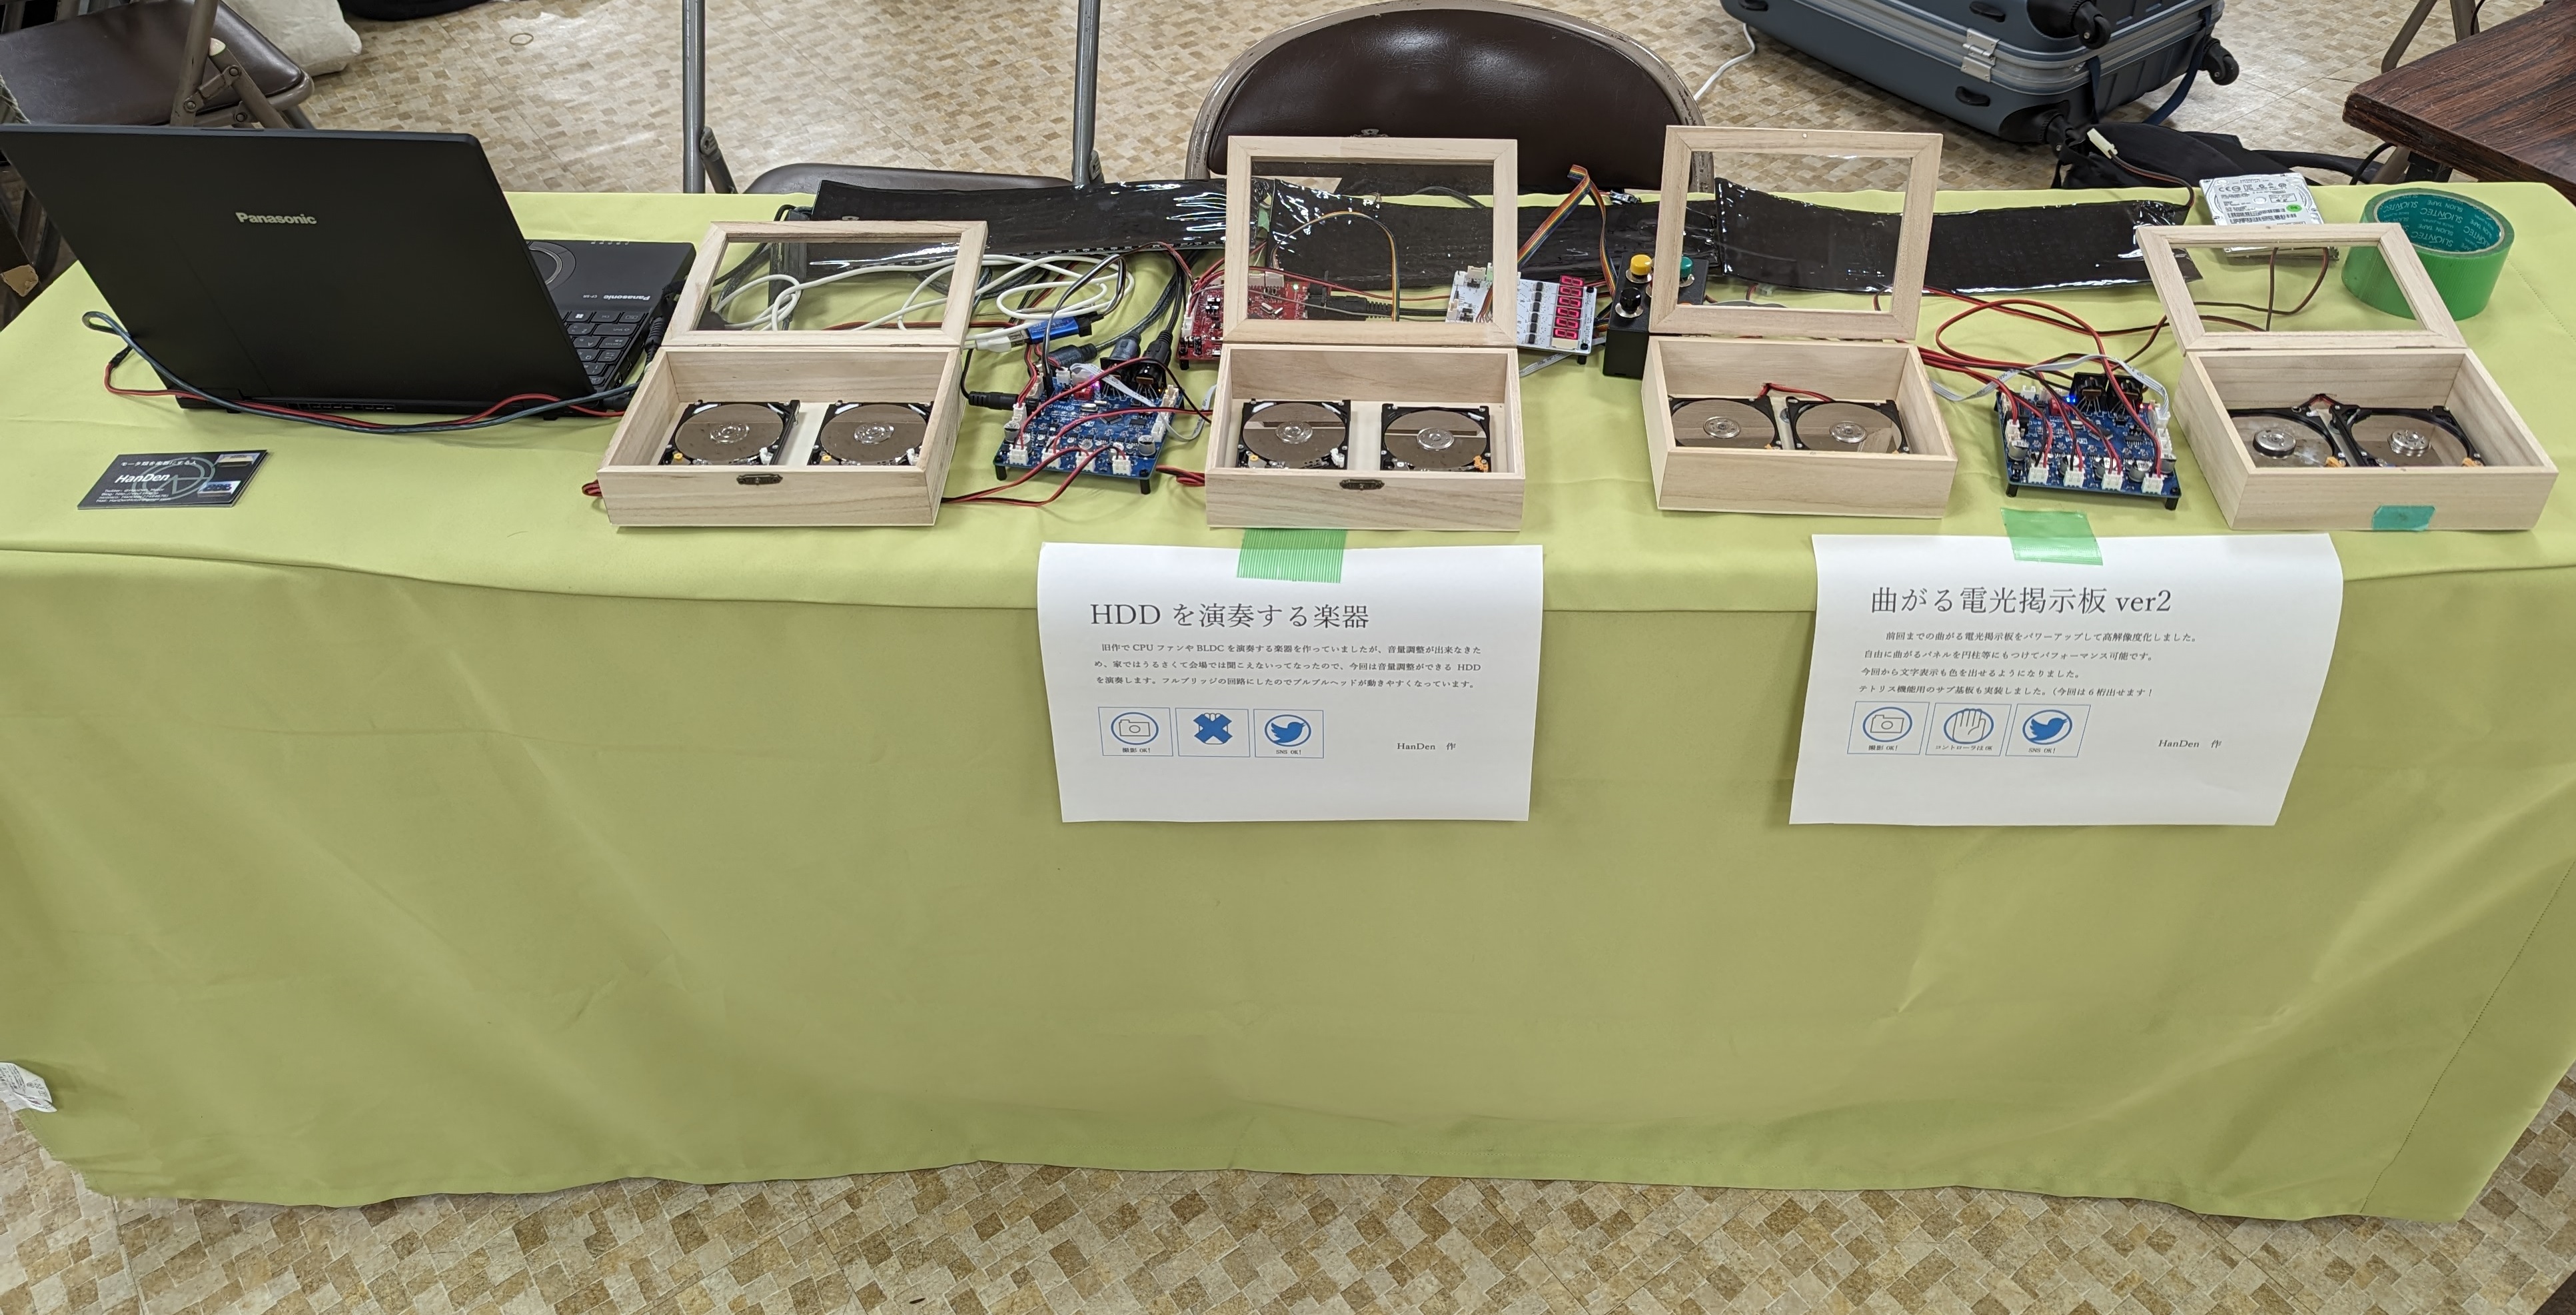 Panasonic
Panasonic
HanDen
HDD を演奏する楽器
旧作で CPU ファンや BLDC を演奏する楽器を作っていましたが、音量調整が出来なきた
め、家ではうるさくて会場では聞こえないってなったので、今回は音量調整ができる HDD
を演奏します。フルブリッジの回路にしたのでプルプルヘッドが動きやすくなっています。
撮影 OK!
SNS OK!
HanDen 作
曲がる電光掲示板 ver2
前回までの曲がる電光掲示板をパワーアップして高解像度化しました。
自由に曲がるパネルを円柱等にもつけてパフォーマンス可能です。
今回から文字表示も色を出せるようになりました。
テトリス機能用のサブ基板も実装しました。（今回は 6 桁出せます！
撮影 OK!
コントローラは OK
SNS OK!
HanDen 作